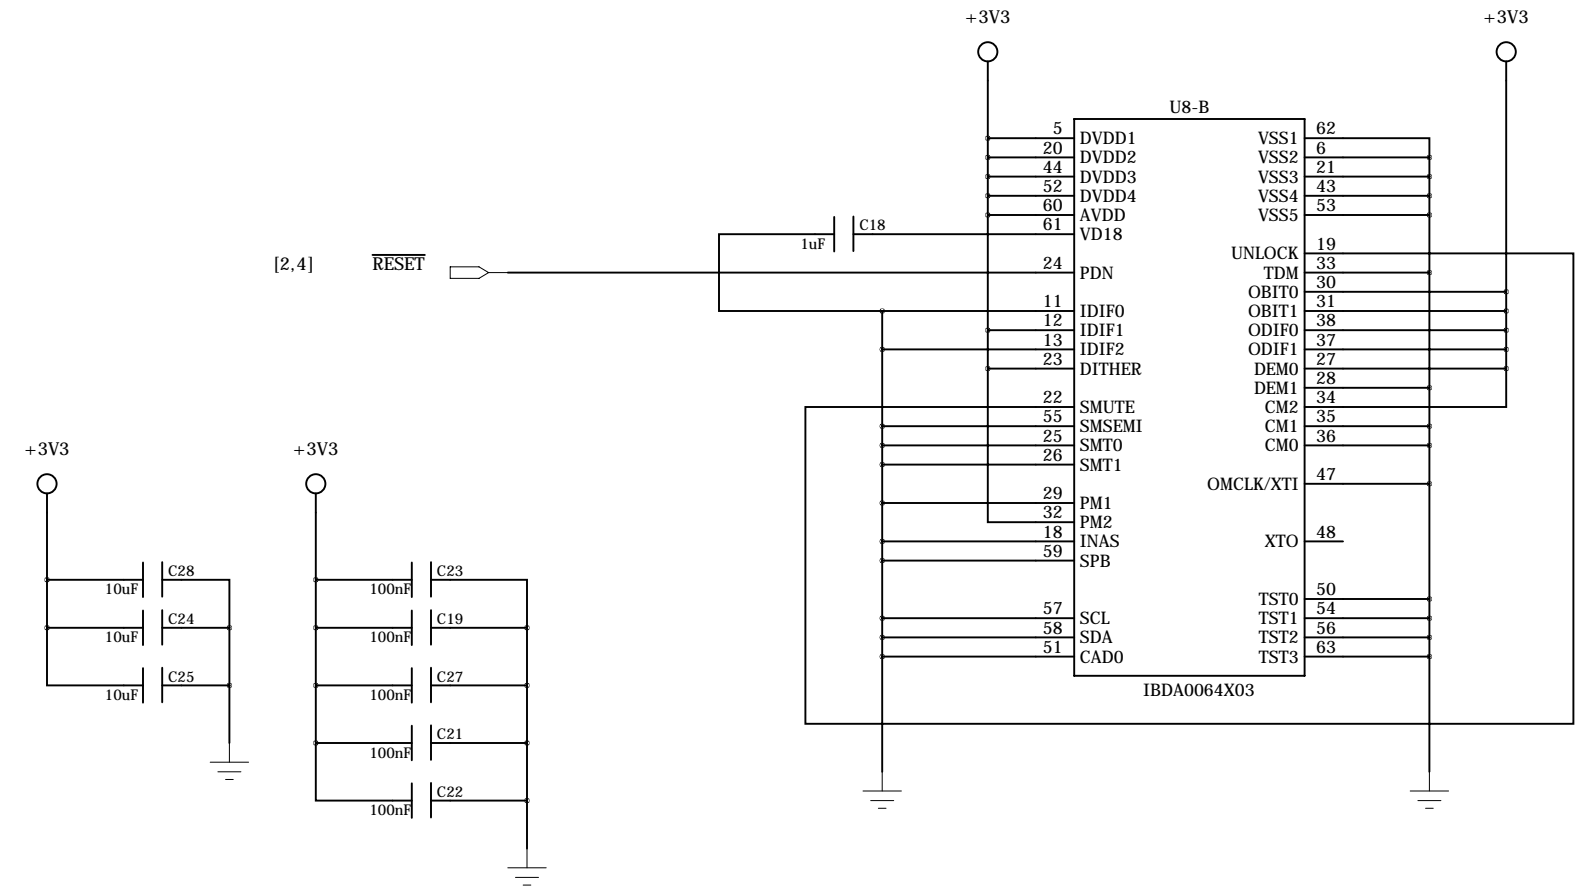 +3V3
+3V3
U8-B
5 DVDD1
20 DVDD2
44 DVDD3
52 DVDD4
60 AVDD
61 VD18
24 PDN
11 IDIF0
12 IDIF1
13 IDIF2
23 DITHER
22 SMUTE
55 SMSEMI
25 SMT0
26 SMT1
29 PM1
32 PM2
18 INAS
59 SPB
57 SCL
58 SDA
51 CAD0
VSS1 62
VSS2 6
VSS3 21
VSS4 43
VSS5 53
UNLOCK 19
TDM 33
OBIT0 30
OBIT1 31
ODIF0 38
ODIF1 37
DEM0 27
DEM1 28
CM2 34
CM1 35
CM0 36
OMCLK/XTI 47
XTO 48
TST0 50
TST1 54
TST2 56
TST3 63
IBDA0064X03
C18
1uF
[2,4] RESET
+3V3
C28
10uF
C24
10uF
C25
10uF
+3V3
C23
100nF
C19
100nF
C27
100nF
C21
100nF
C22
100nF